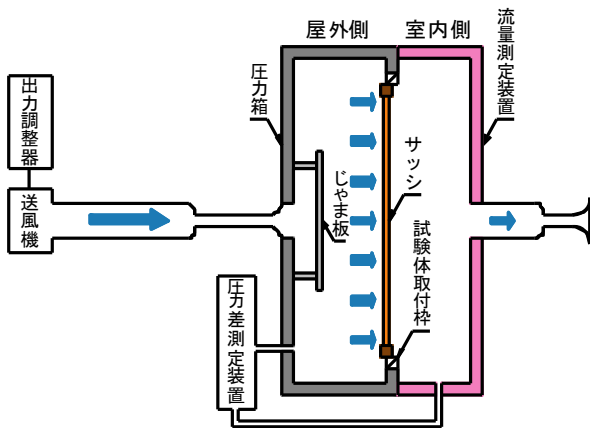 屋外側
室内側
流量測定装置
圧力箱
出力調整器
サッシ
じゃま板
送風機
試験体取付枠
圧力差測定装置